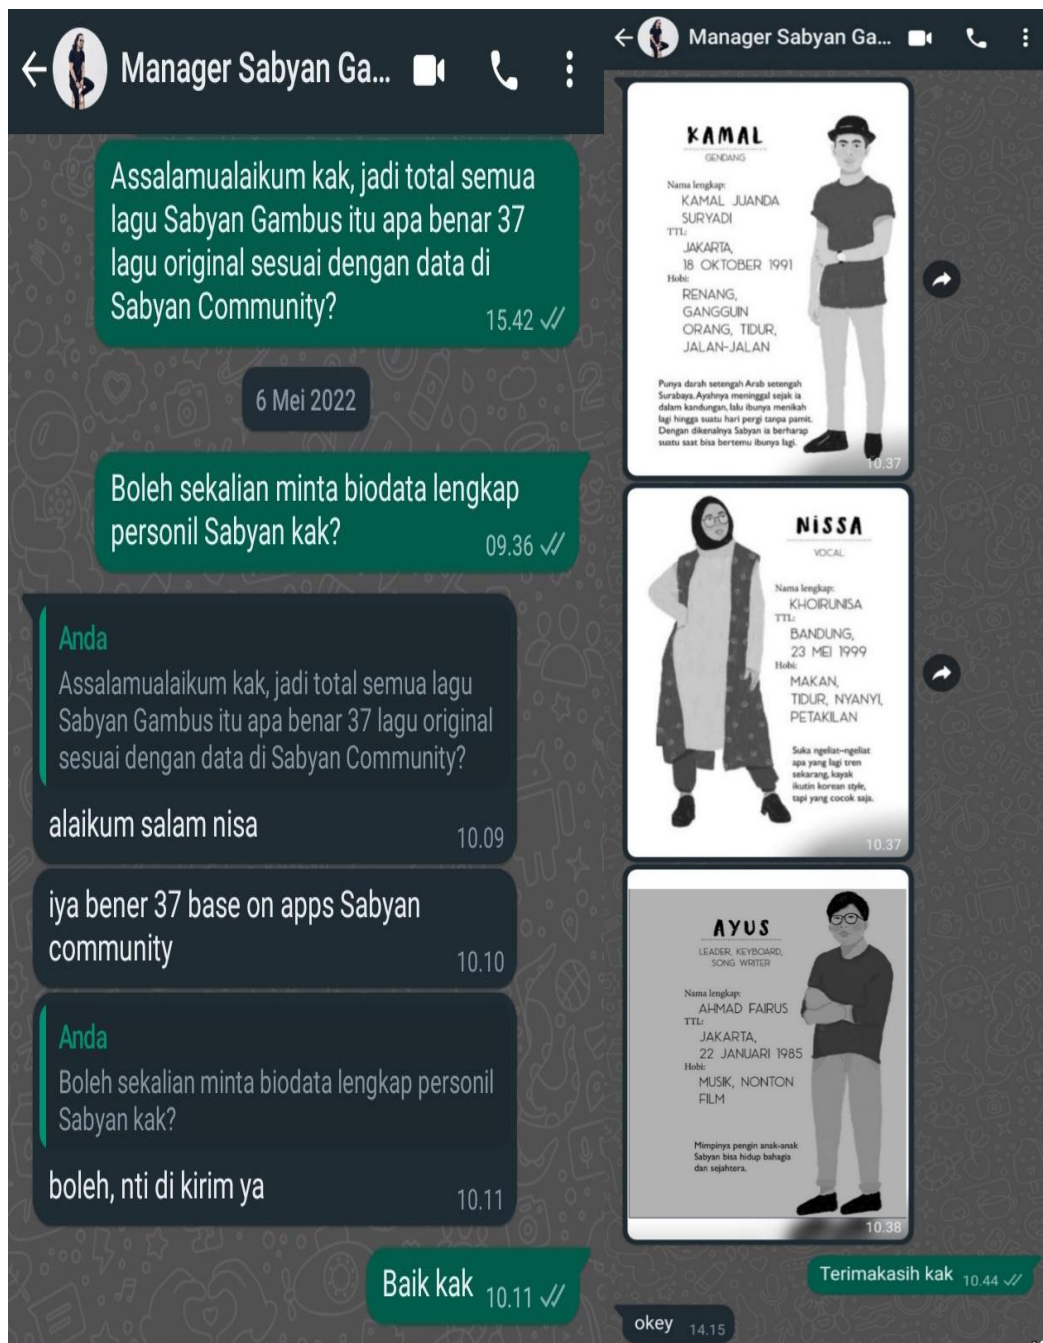 Manager Sabyan Ga...
Assalamualaikum kak, jadi total semua
lagu Sabyan Gambus itu apa benar 37
lagu original sesuai dengan data di
Sabyan Community?
15.42
6 Mei 2022
Boleh sekalian minta biodata lengkap
personil Sabyan kak?
09.36
Anda
Assalamualaikum kak, jadi total semua lagu
Sabyan Gambus itu apa benar 37 lagu original
sesuai dengan data di Sabyan Community?
alaikum salam nisa
10.09
iya bener 37 base on apps Sabyan
community
10.10
Anda
Boleh sekalian minta biodata lengkap personil
Sabyan kak?
boleh, nti di kirim ya
10.11
Baik kak 10.11
Manager Sabyan Ga...
KAMAL
GENDANG
Nama lengkap:
KAMAL JUANDA
SURYADI
TTL:
JAKARTA,
18 OKTOBER 1991
Hobi:
RENANG,
GANGGUIN
ORANG, TIDUR,
JALAN-JALAN
Punya darah setengah Arab setengah
Surabaya. Ayahnya meninggal sejak ia
dalam kandungan, lalu ibunya menikah
lagi hingga suatu hari pergi tanpa pamit.
Dengan dikenalnya Sabyan ia berharap
suatu saat bisa bertemu ibunya lagi.
10.37
NiSSA
VOCAL
Nama lengkap:
KHOIRUNISA
TTL:
BANDUNG,
23 MEI 1999
Hobi:
MAKAN,
TIDUR, NYANYI,
PETAKILAN
Suka ngeliat-ngeliat
apa yang lagi tren
sekarang, kayak
ikutin korean style,
tapi yang cocok saja.
10.37
AYUS
LEADER, KEYBOARD,
SONG WRITER
Nama lengkap:
AHMAD FAIRUS
TTL:
JAKARTA,
22 JANUARI 1985
Hobi:
MUSIK, NONTON
FILM
Mimpinya pengin anak-anak
Sabyan bisa hidup bahagia
dan sejahtera.
10.38
Terimakasih kak 10.44
okey 14.15